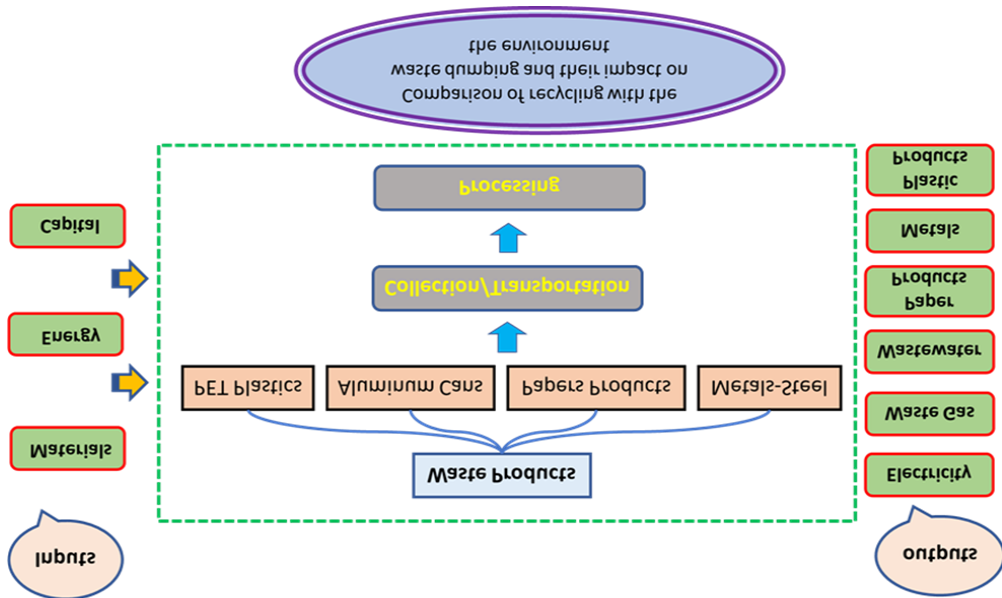 Inputs
outputs
Waste Products
Electricity
Materials
Waste Gas
PET Plastics
Aluminum Cans
Papers Products
Metals-Steel
Wastewater
Energy
Collection/Transportation
Paper
Products
Capital
Metals
Processing
Plastic
Products
Comparison of recycling with the
waste dumping and their impact on
the environment